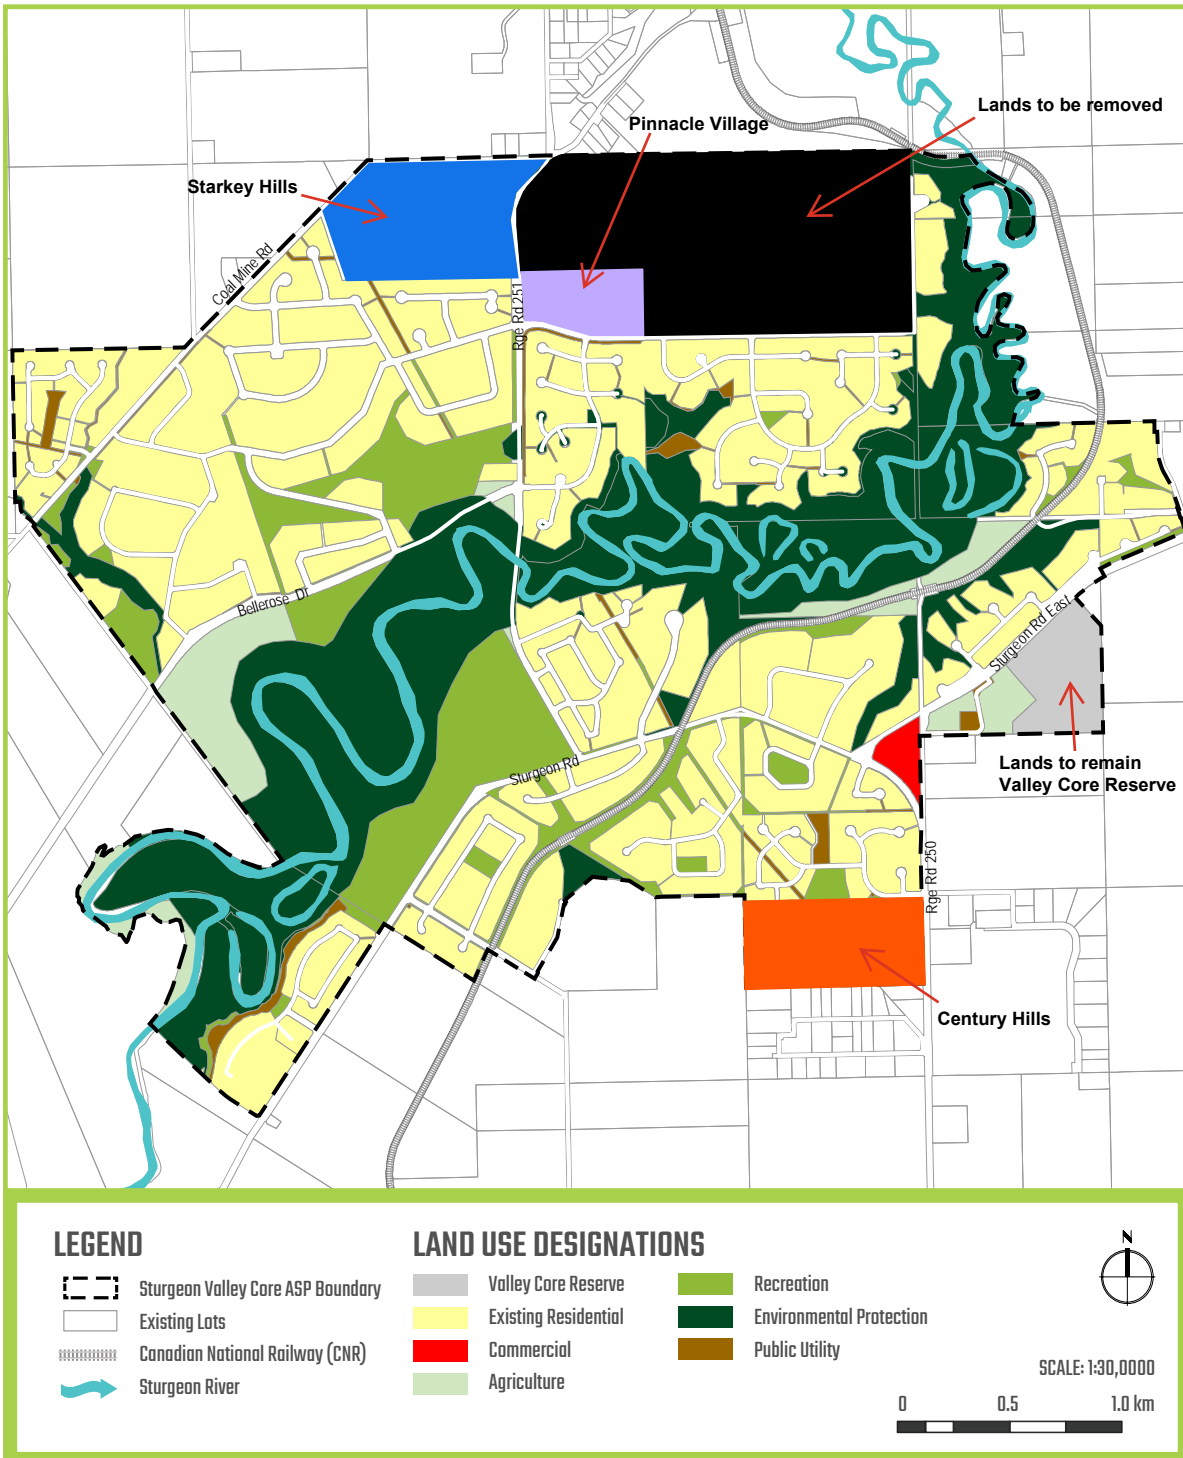 Lands to be removed
Pinnacle Village
Starkey Hills
Coal Mine Rd
Rge Rd 251
Bellerose Dr
Sturgeon Rd East
Lands to remain
Valley Core Reserve
Sturgeon Rd
Rge Rd 250
Century Hills
LEGEND
Sturgeon Valley Core ASP Boundary
Existing Lots
Canadian National Railway (CNR)
Sturgeon River
LAND USE DESIGNATIONS
Valley Core Reserve
Existing Residential
Commercial
Agriculture
Recreation
Environmental Protection
Public Utility
N
SCALE: 1:30,0000
0 0.5 1.0 km